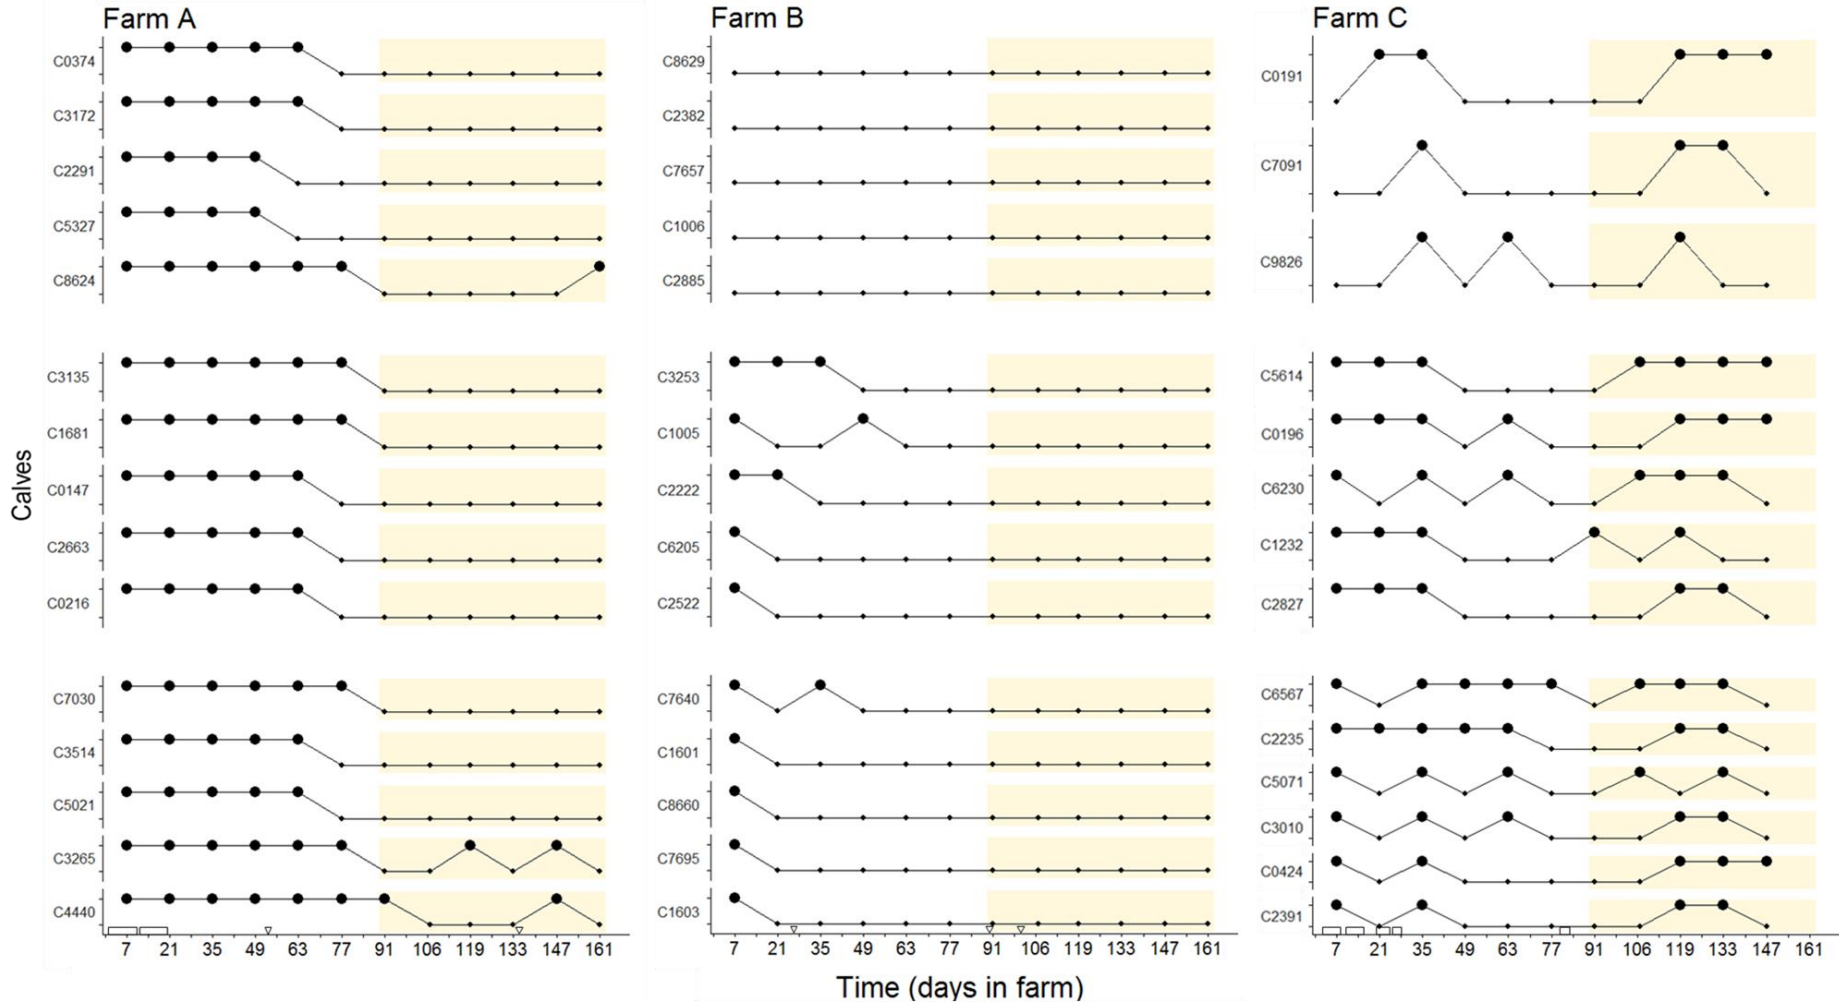 Farm A
Farm B
Farm C
Calves
C0374
C3172
C2291
C5327
C8624
C3135
C1681
C0147
C2663
C0216
C7030
C3514
C5021
C3265
C4440
7 21 35 49 63 77 91 106 119 133 147 161
C8629
C2382
C7657
C1006
C2885
C3253
C1005
C2222
C6205
C2522
C7640
C1601
C8660
C7695
C1603
7 21 35 49 63 77 91 106 119 133 147 161
C0191
C7091
C9826
C5614
C0196
C6230
C1232
C2827
C6567
C2235
C5071
C3010
C0424
C2391
7 21 35 49 63 77 91 106 119 133 147 161
Time (days in farm)